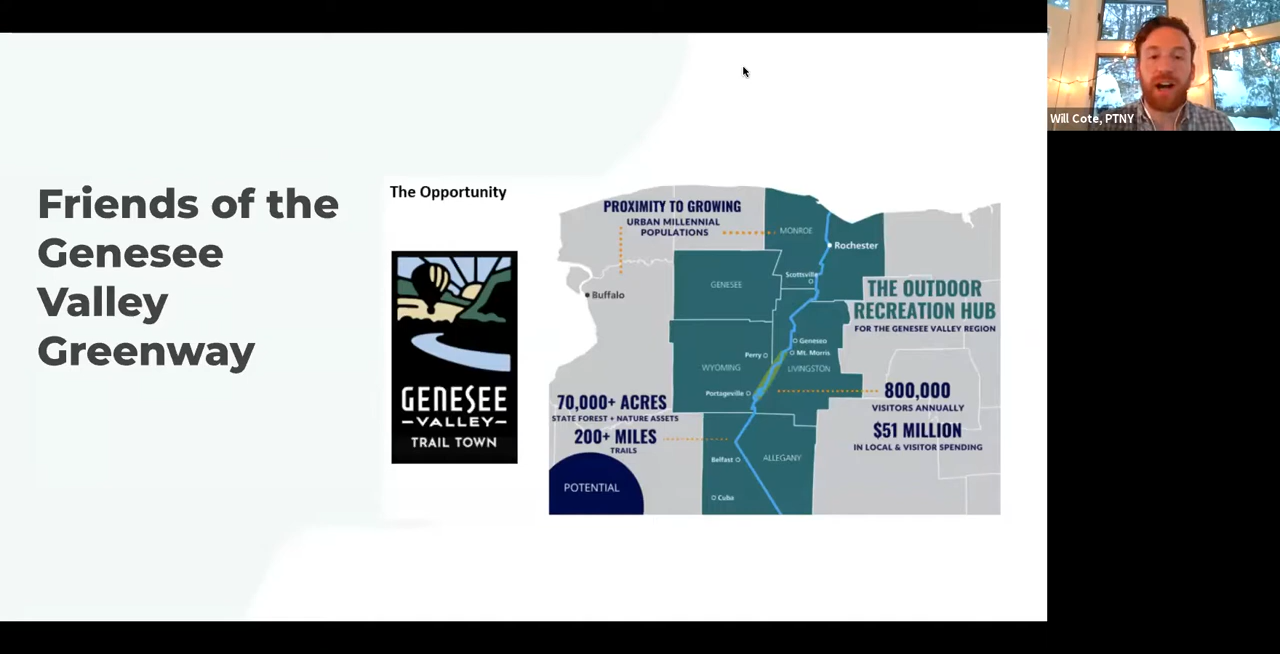 Friends of the
Genesee
Valley
Greenway
The Opportunity
GENESEE
VALLEY
TRAIL TOWN
PROXIMITY TO GROWING
URBAN MILLENNIAL
POPULATIONS
MONROE
Rochester
Scottsville
GENESEE
Buffalo
THE OUTDOOR
RECREATION HUB
FOR THE GENESEE VALLEY REGION
Geneseo
Perry
Mt. Morris
WYOMING
LIVINGSTON
Portageville
800,000
VISITORS ANNUALLY
$51 MILLION
IN LOCAL & VISITOR SPENDING
70,000+ ACRES
STATE FOREST + NATURE ASSETS
200+ MILES
TRAILS
Belfast
ALLEGANY
POTENTIAL
Cuba
Will Cote, PTNY